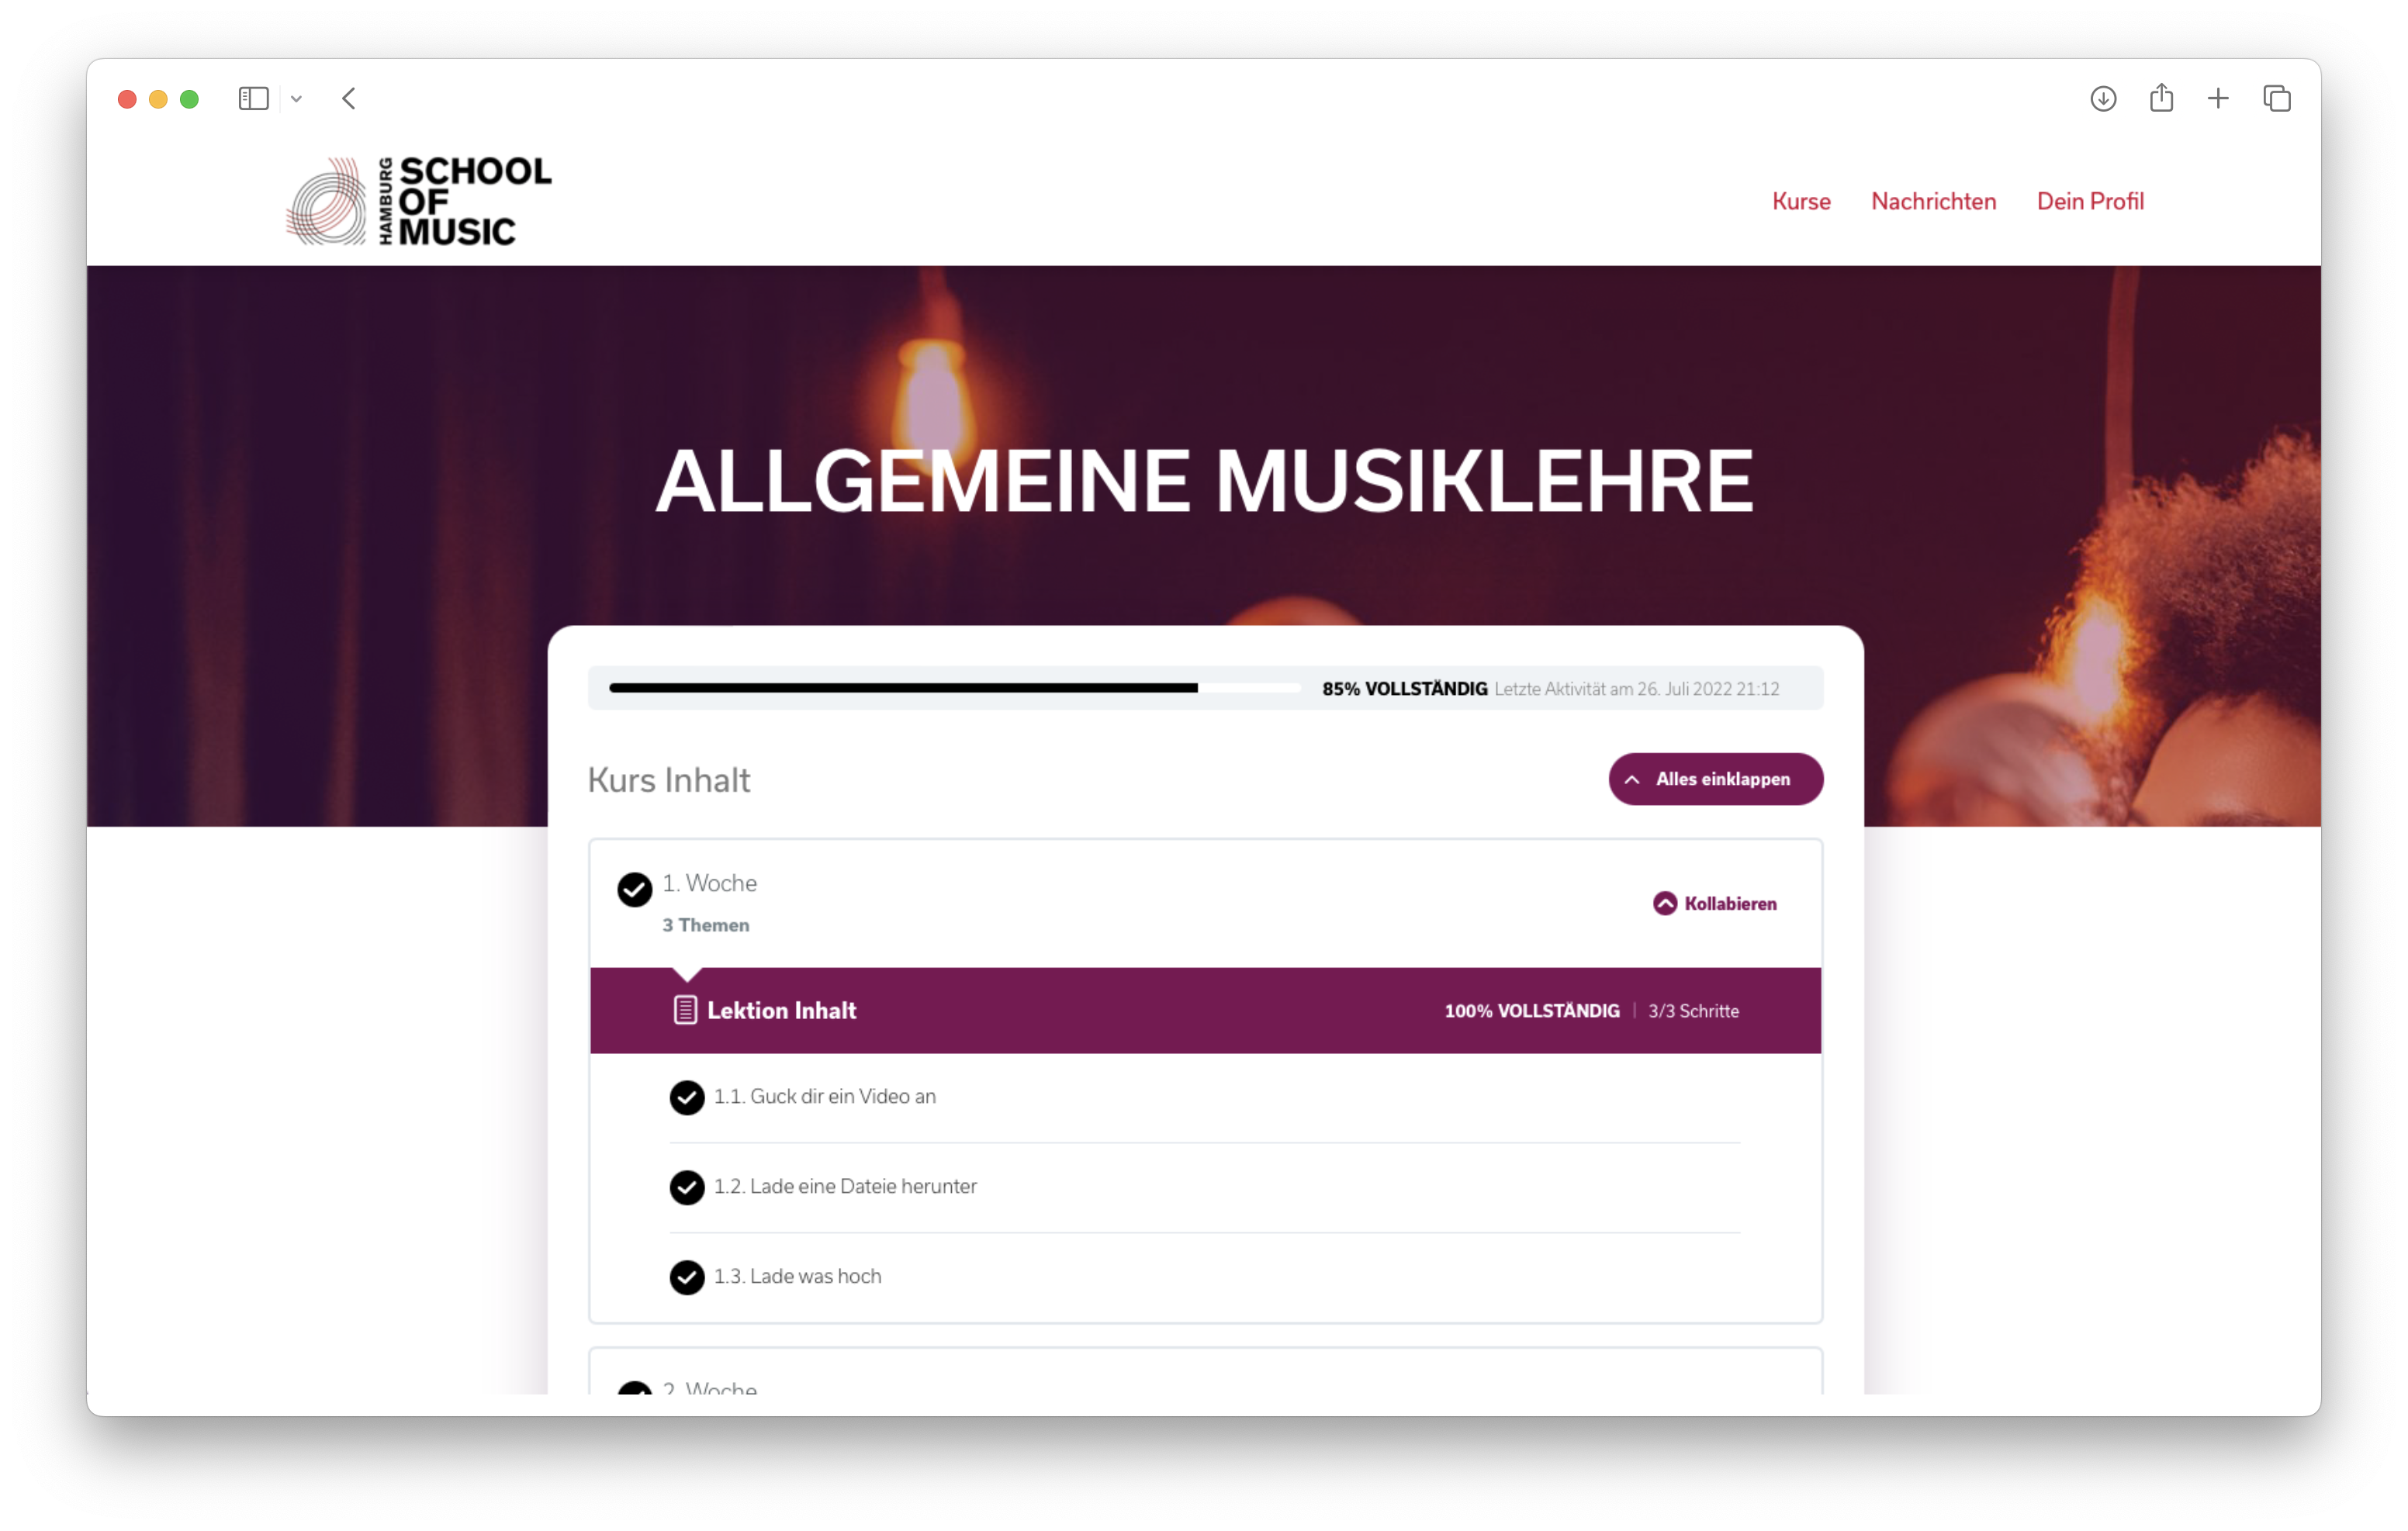 HAMBURG
SCHOOL
OF
MUSIC
Kurse Nachrichten Dein Profil
ALLGEMEINE MUSIKLEHRE
85% VOLLSTÄNDIG Letzte Aktivität am 26. Juli 2022 21:12
Kurs Inhalt
Alles einklappen
1. Woche
3 Themen
Kollabieren
Lektion Inhalt
100% VOLLSTÄNDIG | 3/3 Schritte
1.1. Guck dir ein Video an
1.2. Lade eine Dateie herunter
1.3. Lade was hoch
2. Woche